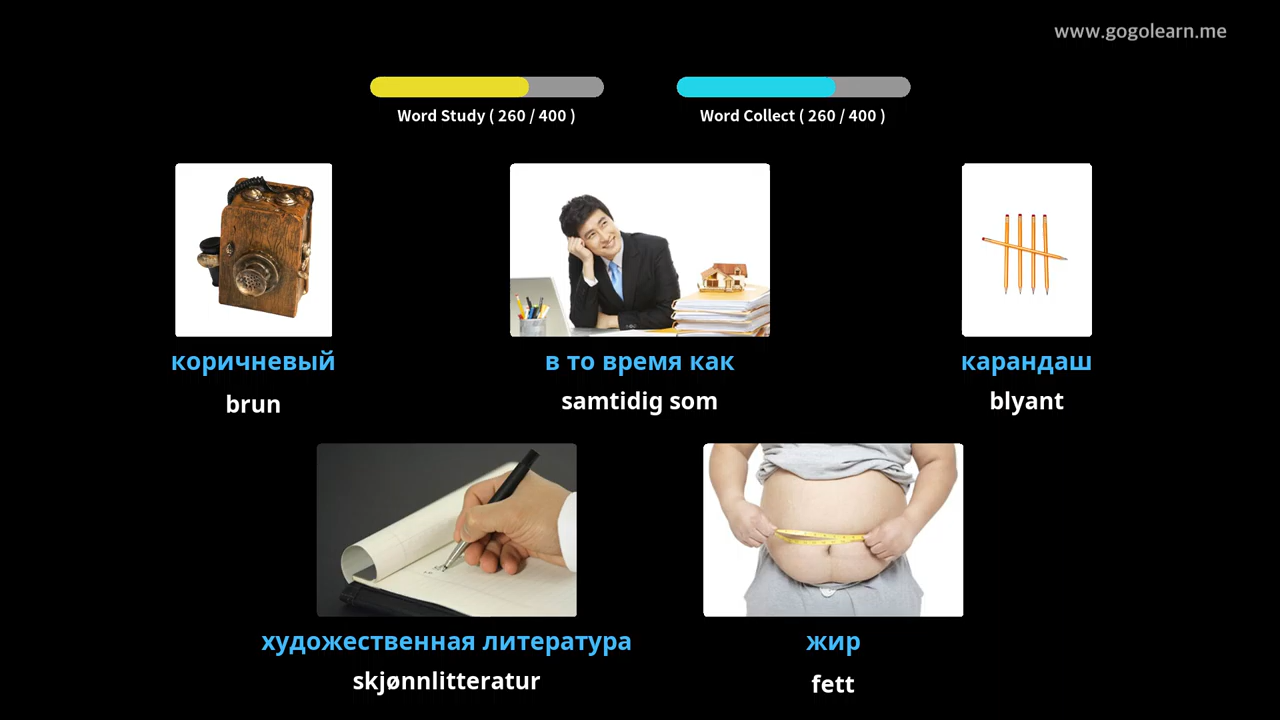 www.gogolearn.me
Word Study ( 260 / 400 )
Word Collect ( 260 / 400 )
коричневый
brun
в то время как
samtidig som
карандаш
blyant
художественная литература
skjønnlitteratur
жир
fett